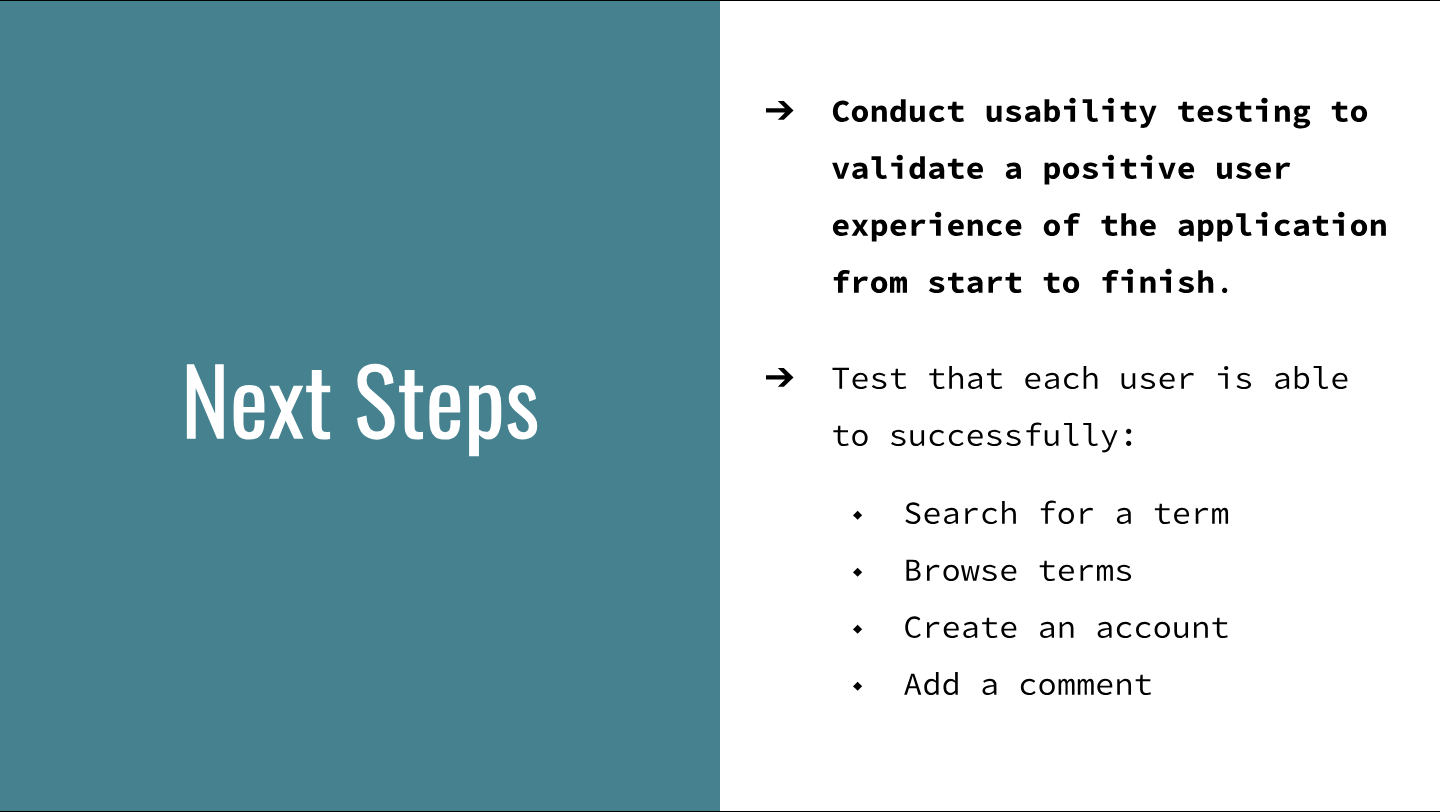 Next Steps
➔ Conduct usability testing to
validate a positive user
experience of the application
from start to finish.
➔ Test that each user is able
to successfully:
⬩ Search for a term
⬩ Browse terms
⬩ Create an account
⬩ Add a comment